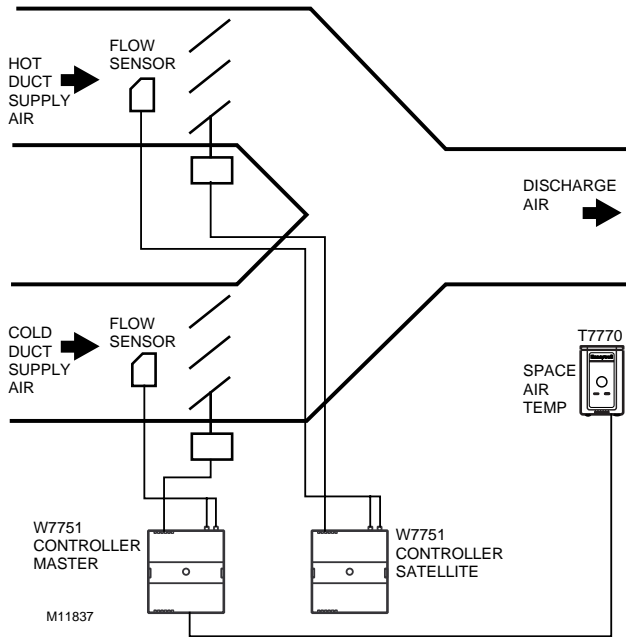 FLOW
SENSOR
HOT
DUCT
SUPPLY
AIR
DISCHARGE
AIR
FLOW
SENSOR
COLD
DUCT
SUPPLY
AIR
T7770
Honeywell
SPACE
AIR
TEMP
W7751
CONTROLLER
MASTER
W7751
CONTROLLER
SATELLITE
M11837